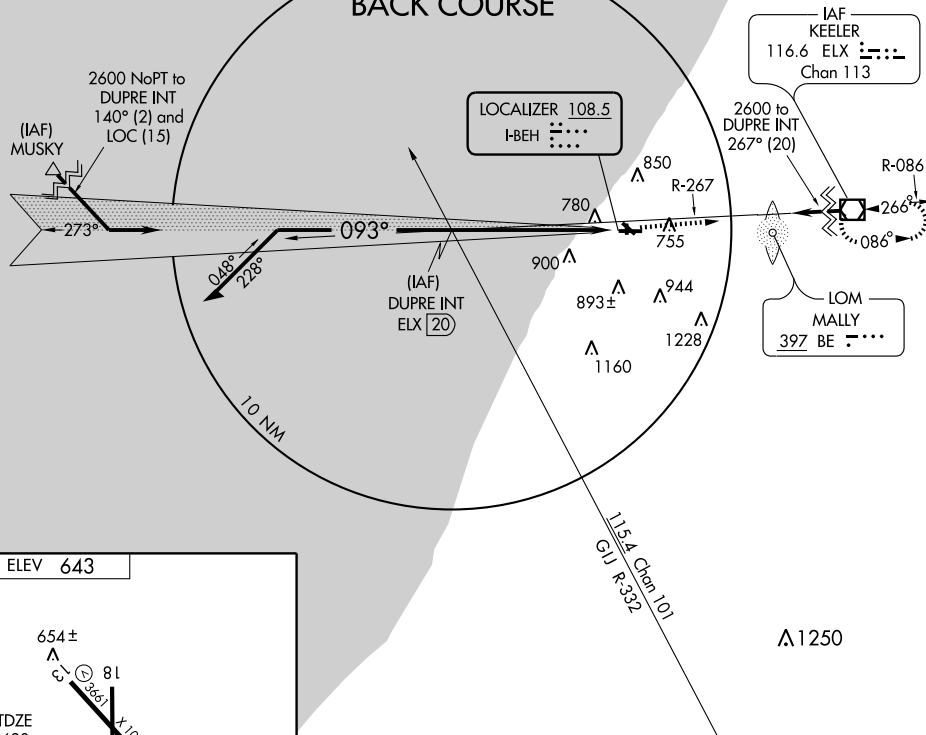 BACK COURSE
IAF
KEELER
116.6 ELX
Chan 113
2600 NoPT to
DUPRE INT
140° (2) and
LOC (15)
(IAF)
MUSKY
LOCALIZER 108.5
I-BEH
2600 to
DUPRE INT
267° (20)
R-086
850
R-267
780
266°
273°
093°
755
086°
048°
228°
900
(IAF)
DUPRE INT
ELX 20
893±
944
LOM
MALLY
397 BE
1228
1160
10 NM
115.4 Chan 101
GIJ R-332
ELEV 643
654±
1250
13
V
3661
18
TDZE